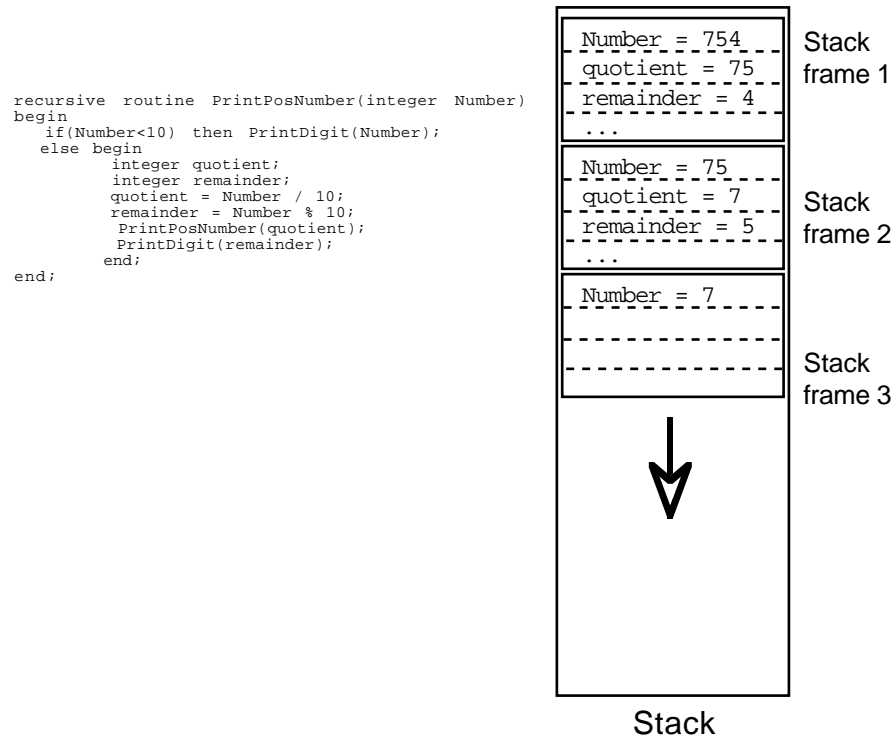 recursive routine PrintPosNumber(integer Number)
begin
if(Number<10) then PrintDigit(Number);
else begin
integer quotient;
integer remainder;
quotient = Number / 10;
remainder = Number % 10;
PrintPosNumber(quotient);
PrintDigit(remainder);
end;
end;
Number = 754
quotient = 75
remainder = 4
...
Stack
frame 1
Number = 75
quotient = 7
remainder = 5
...
Stack
frame 2
Number = 7
Stack
frame 3
Stack